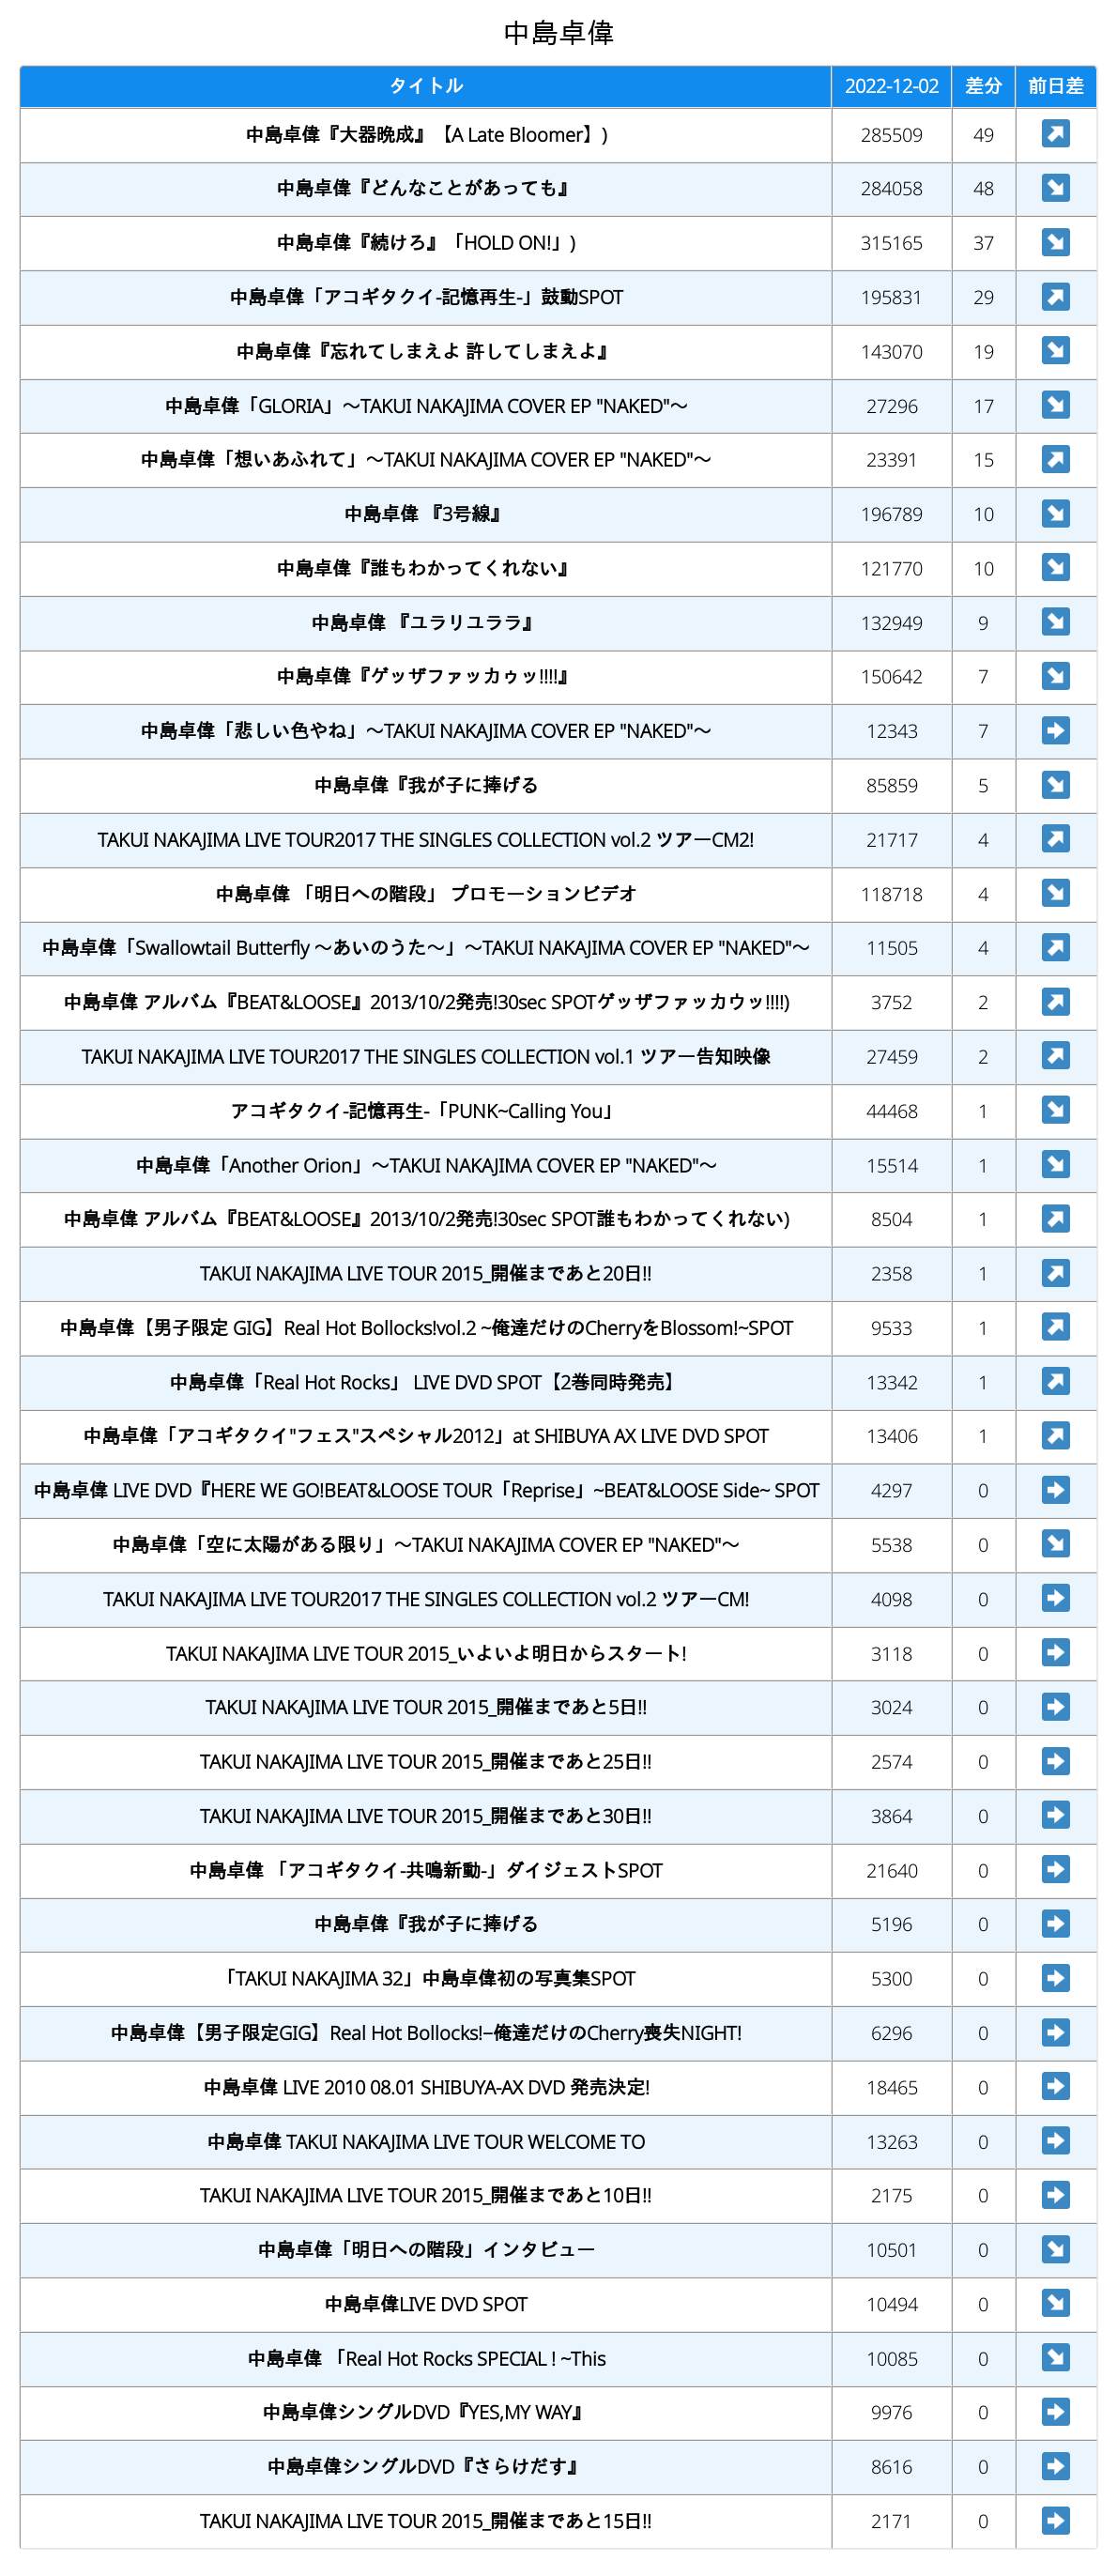 中島卓偉
タイトル 2022-12-02 差分 前日差
中島卓偉『大器晩成』【A Late Bloomer】) 285509 49 ↗
中島卓偉『どんなことがあっても』 284058 48 ↘
中島卓偉『続けろ』「HOLD ON!」) 315165 37 ↘
中島卓偉「アコギタクイ-記憶再生-」鼓動SPOT 195831 29 ↗
中島卓偉『忘れてしまえよ 許してしまえよ』 143070 19 ↘
中島卓偉「GLORIA」〜TAKUI NAKAJIMA COVER EP "NAKED"〜 27296 17 ↘
中島卓偉「想いあふれて」〜TAKUI NAKAJIMA COVER EP "NAKED"〜 23391 15 ↗
中島卓偉 『3号線』 196789 10 ↘
中島卓偉『誰もわかってくれない』 121770 10 ↘
中島卓偉 『ユラリユララ』 132949 9 ↘
中島卓偉『ゲッザファッカゥッ!!!!』 150642 7 ↘
中島卓偉「悲しい色やね」〜TAKUI NAKAJIMA COVER EP "NAKED"〜 12343 7 ➡
中島卓偉『我が子に捧げる 85859 5 ↘
TAKUI NAKAJIMA LIVE TOUR2017 THE SINGLES COLLECTION vol.2 ツアーCM2! 21717 4 ↗
中島卓偉 「明日への階段」 プロモーションビデオ 118718 4 ↘
中島卓偉「Swallowtail Butterfly 〜あいのうた〜」〜TAKUI NAKAJIMA COVER EP "NAKED"〜 11505 4 ↗
中島卓偉 アルバム『BEAT&LOOSE』2013/10/2発売!30sec SPOTゲッザファッカウッ!!!!) 3752 2 ↗
TAKUI NAKAJIMA LIVE TOUR2017 THE SINGLES COLLECTION vol.1 ツアー告知映像 27459 2 ↗
アコギタクイ-記憶再生-「PUNK~Calling You」 44468 1 ↘
中島卓偉「Another Orion」〜TAKUI NAKAJIMA COVER EP "NAKED"〜 15514 1 ↘
中島卓偉 アルバム『BEAT&LOOSE』2013/10/2発売!30sec SPOT誰もわかってくれない) 8504 1 ↗
TAKUI NAKAJIMA LIVE TOUR 2015_開催まであと20日!! 2358 1 ↗
中島卓偉【男子限定 GIG】Real Hot Bollocks!vol.2 ~俺達だけのCherryをBlossom!~SPOT 9533 1 ↗
中島卓偉「Real Hot Rocks」 LIVE DVD SPOT【2巻同時発売】 13342 1 ↗
中島卓偉「アコギタクイ"フェス"スペシャル2012」at SHIBUYA AX LIVE DVD SPOT 13406 1 ↗
中島卓偉 LIVE DVD『HERE WE GO!BEAT&LOOSE TOUR「Reprise」~BEAT&LOOSE Side~ SPOT 4297 0 ➡
中島卓偉「空に太陽がある限り」〜TAKUI NAKAJIMA COVER EP "NAKED"〜 5538 0 ↘
TAKUI NAKAJIMA LIVE TOUR2017 THE SINGLES COLLECTION vol.2 ツアーCM! 4098 0 ➡
TAKUI NAKAJIMA LIVE TOUR 2015_いよいよ明日からスタート! 3118 0 ➡
TAKUI NAKAJIMA LIVE TOUR 2015_開催まであと5日!! 3024 0 ➡
TAKUI NAKAJIMA LIVE TOUR 2015_開催まであと25日!! 2574 0 ➡
TAKUI NAKAJIMA LIVE TOUR 2015_開催まであと30日!! 3864 0 ➡
中島卓偉 「アコギタクイ-共鳴新動-」ダイジェストSPOT 21640 0 ➡
中島卓偉『我が子に捧げる 5196 0 ➡
「TAKUI NAKAJIMA 32」中島卓偉初の写真集SPOT 5300 0 ➡
中島卓偉【男子限定GIG】Real Hot Bollocks!−俺達だけのCherry喪失NIGHT! 6296 0 ➡
中島卓偉 LIVE 2010 08.01 SHIBUYA-AX DVD 発売決定! 18465 0 ➡
中島卓偉 TAKUI NAKAJIMA LIVE TOUR WELCOME TO 13263 0 ➡
TAKUI NAKAJIMA LIVE TOUR 2015_開催まであと10日!! 2175 0 ➡
中島卓偉「明日への階段」インタビュー 10501 0 ↘
中島卓偉LIVE DVD SPOT 10494 0 ↘
中島卓偉 「Real Hot Rocks SPECIAL ! ~This 10085 0 ↘
中島卓偉シングルDVD『YES,MY WAY』 9976 0 ➡
中島卓偉シングルDVD『さらけだす』 8616 0 ➡
TAKUI NAKAJIMA LIVE TOUR 2015_開催まであと15日!! 2171 0 ➡